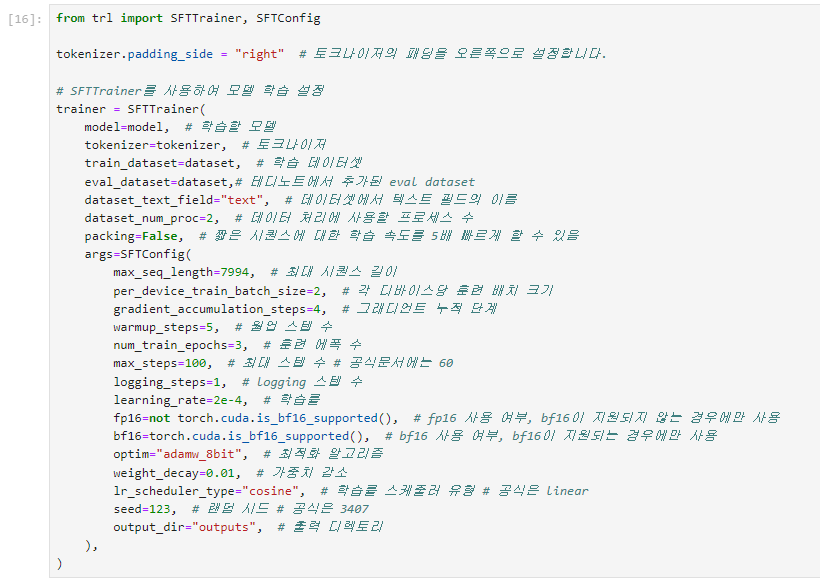 [16]: from trl import SFTTrainer, SFTConfig
tokenizer.padding_side = "right"  # 토크나이저의 패딩을 오른쪽으로 설정합니다.
# SFTTrainer를 사용하여 모델 학습 설정
trainer = SFTTrainer(
    model=model,  # 학습할 모델
    tokenizer=tokenizer,  # 토크나이저
    train_dataset=dataset,  # 학습 데이터셋
    eval_dataset=dataset,# 테디노트에서 추가된 eval dataset
    dataset_text_field="text",  # 데이터셋에서 텍스트 필드의 이름
    dataset_num_proc=2,  # 데이터 처리에 사용할 프로세스 수
    packing=False,  # 짧은 시퀀스에 대한 학습 속도를 5배 빠르게 할 수 있음
    args=SFTConfig(
        max_seq_length=7994,  # 최대 시퀀스 길이
        per_device_train_batch_size=2,  # 각 디바이스당 훈련 배치 크기
        gradient_accumulation_steps=4,  # 그래디언트 누적 단계
        warmup_steps=5,  # 웜업 스텝 수
        num_train_epochs=3,  # 훈련 에폭 수
        max_steps=100,  # 최대 스텝 수 # 공식문서에는 60
        logging_steps=1,  # logging 스텝 수
        learning_rate=2e-4,  # 학습률
        fp16=not torch.cuda.is_bf16_supported(),  # fp16 사용 여부, bf16이 지원되지 않는 경우에만 사용
        bf16=torch.cuda.is_bf16_supported(),  # bf16 사용 여부, bf16이 지원되는 경우에만 사용
        optim="adamw_8bit",  # 최적화 알고리즘
        weight_decay=0.01,  # 가중치 감소
        lr_scheduler_type="cosine",  # 학습률 스케줄러 유형 # 공식은 linear
        seed=123,  # 랜덤 시드 # 공식은 3407
        output_dir="outputs",  # 출력 디렉토리
    ),
)